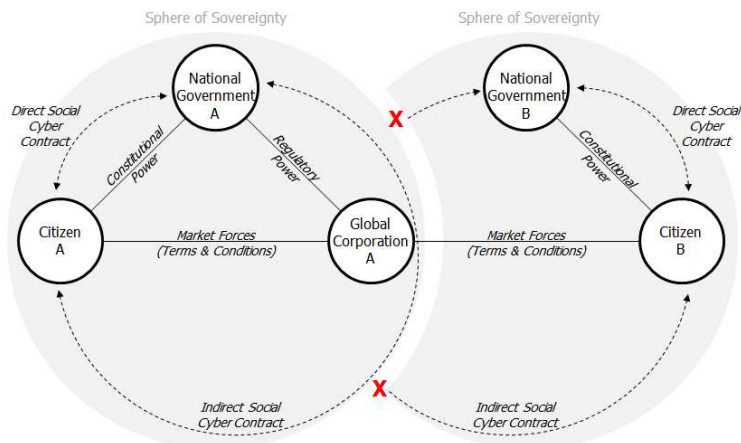 Sphere of Sovereignty
Sphere of Sovereignty
National
Government
A
National
Government
B
Direct Social
Cyber
Contract
Constitutional
Power
Regulatory
Power
X
Constitutional
Power
Direct Social
Cyber
Contract
Citizen
A
Market Forces
(Terms & Conditions)
Global
Corporation
A
Market Forces
(Terms & Conditions)
Citizen
B
X
Indirect Social
Cyber Contract
Indirect Social
Cyber Contract